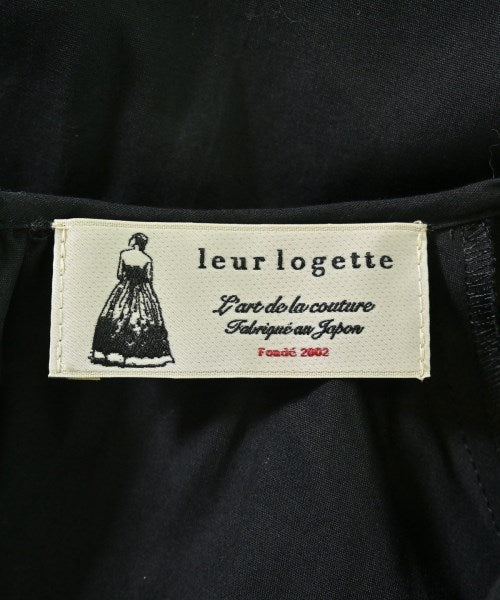 leur logette
L'art de la couture
Fabriqué au Japon
Fondé 2002